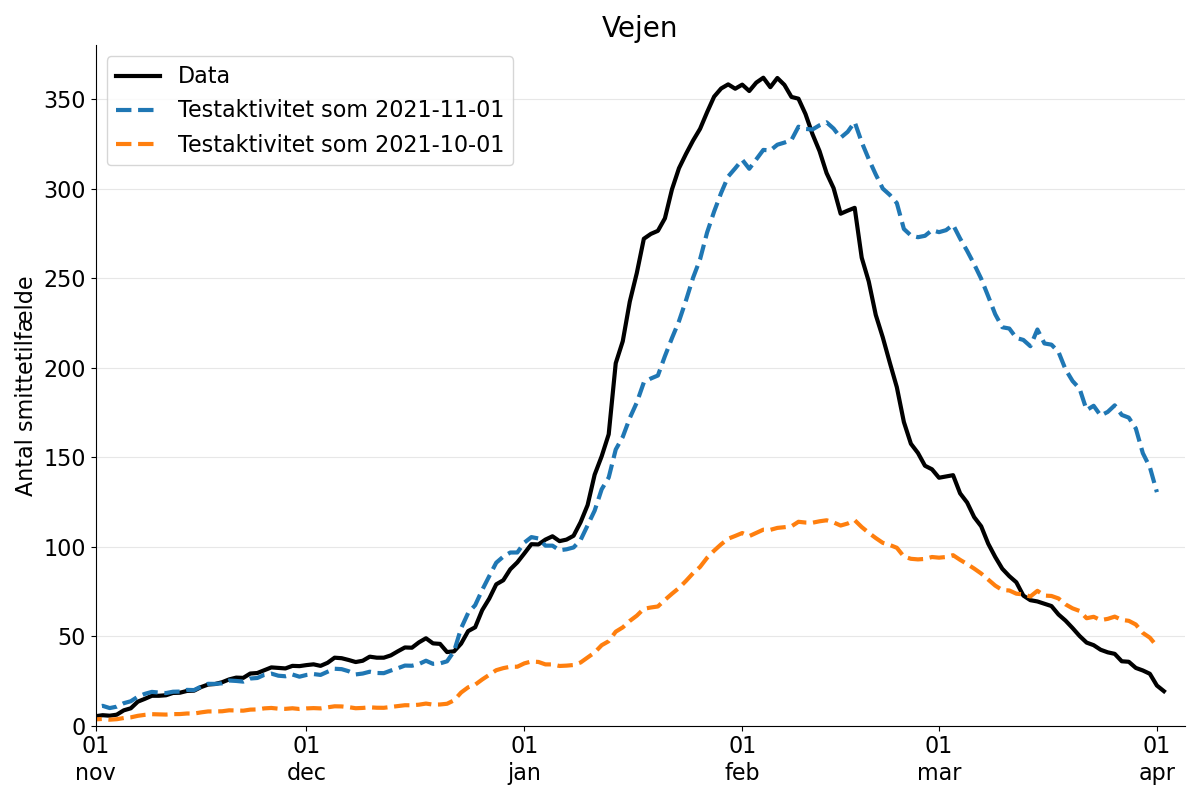 Vejen
Data
Testaktivitet som 2021-11-01
Testaktivitet som 2021-10-01
Antal smittetilfælde
350
300
250
200
150
100
50
0
01 01 01 01 01 01
nov dec jan feb mar apr